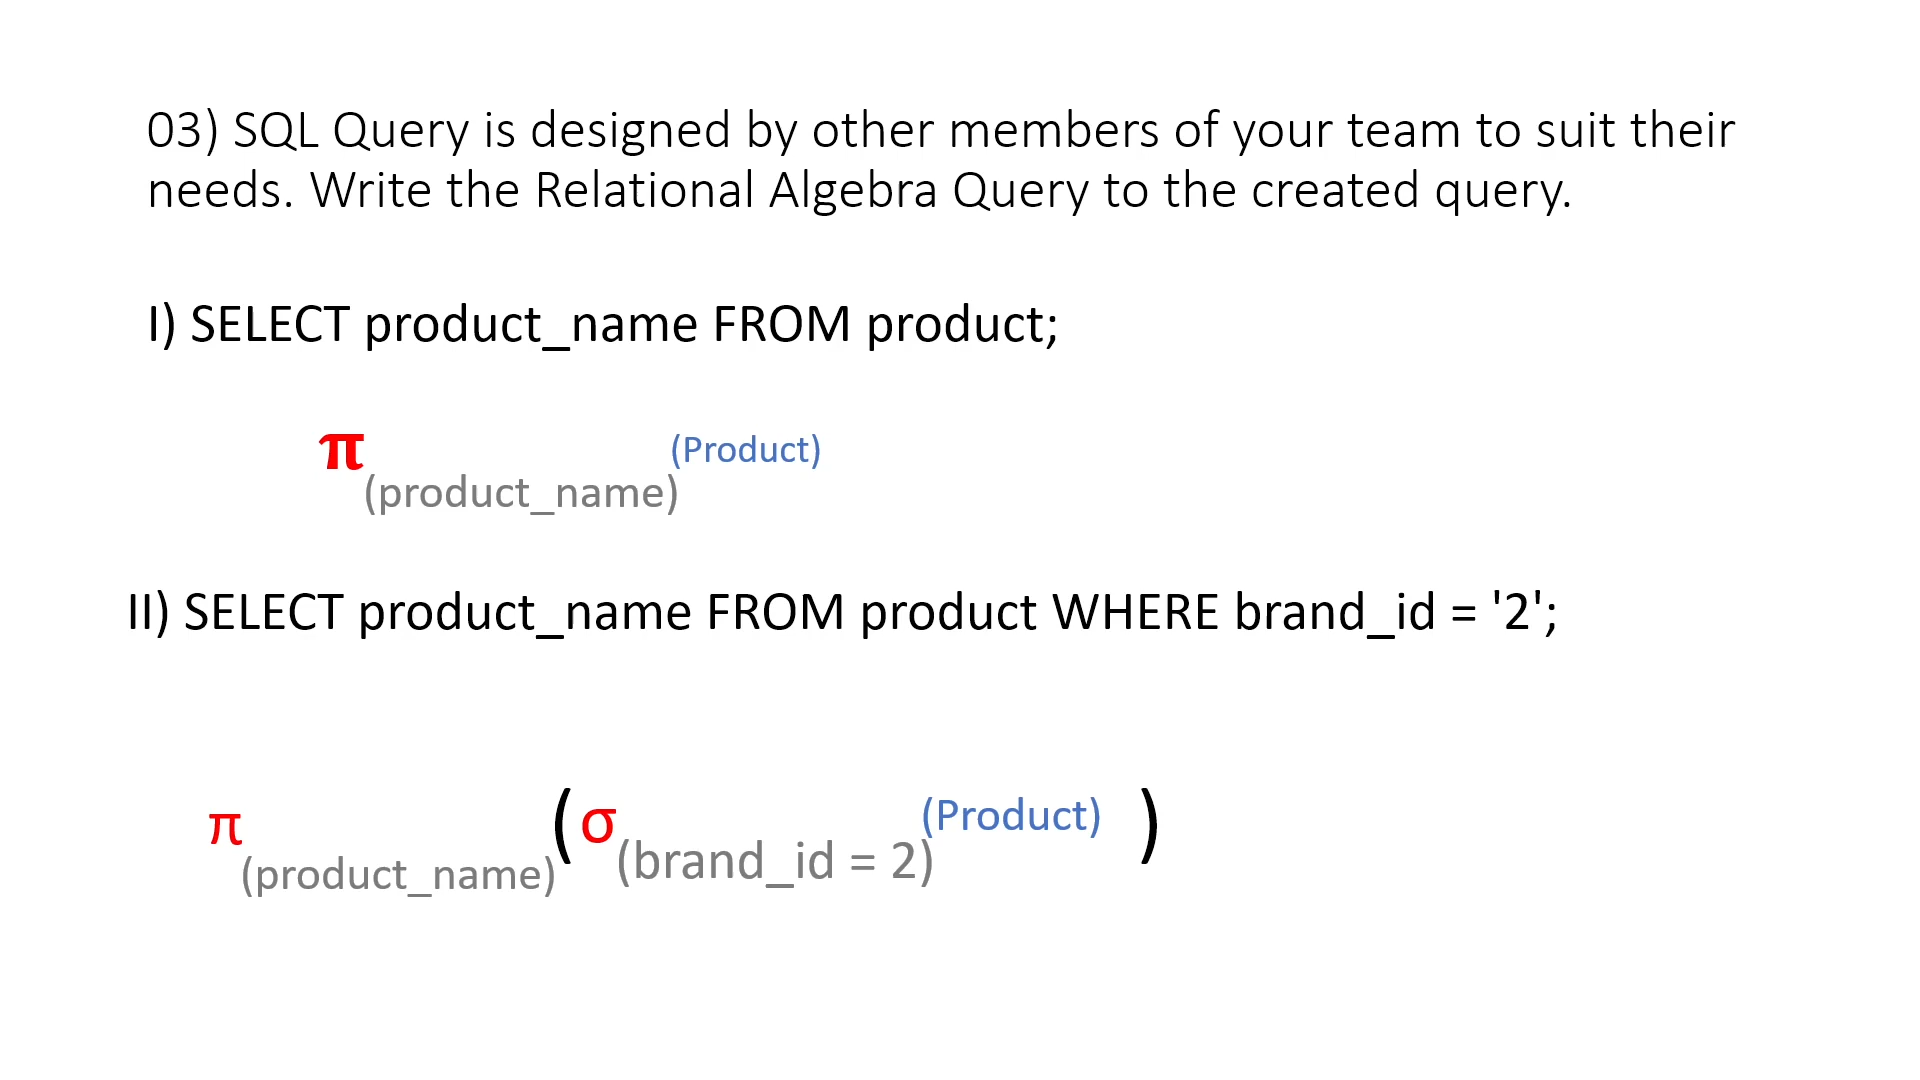 03) SQL Query is designed by other members of your team to suit their
needs. Write the Relational Algebra Query to the created query.
I) SELECT product_name FROM product;
π (product_name) (Product)
II) SELECT product_name FROM product WHERE brand_id = '2';
π (product_name) ( σ (brand_id = 2) (Product) )